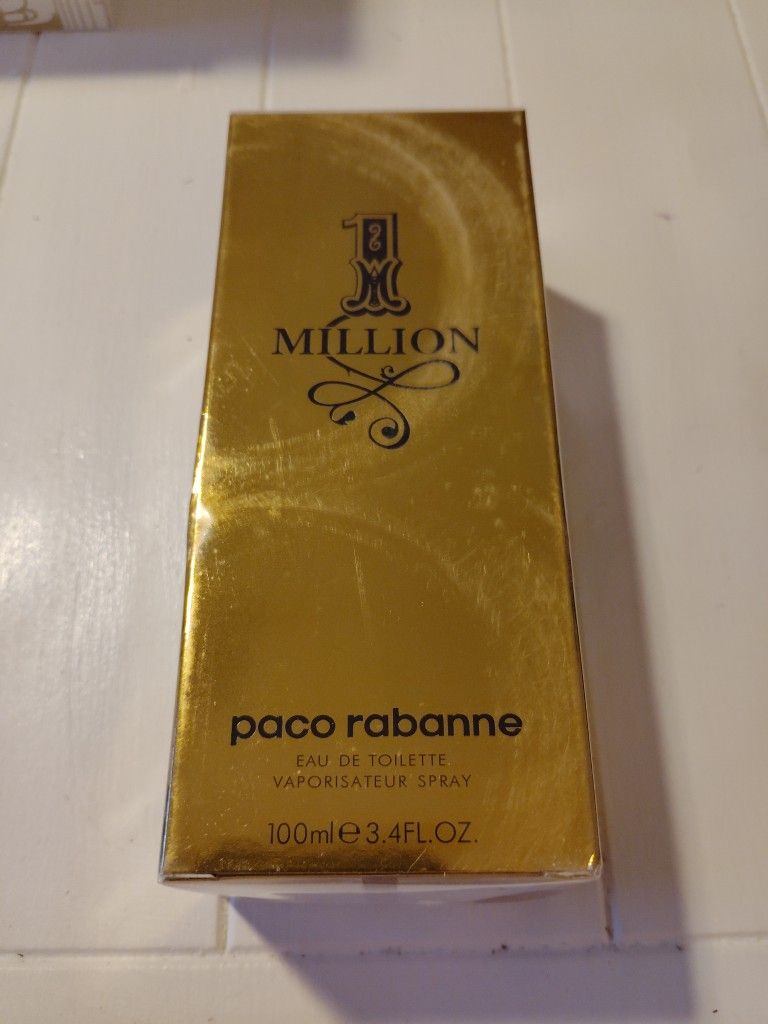 1
MILLION
paco rabanne
EAU DE TOILETTE
VAPORISATEUR SPRAY
100ml℮3.4FL.OZ.